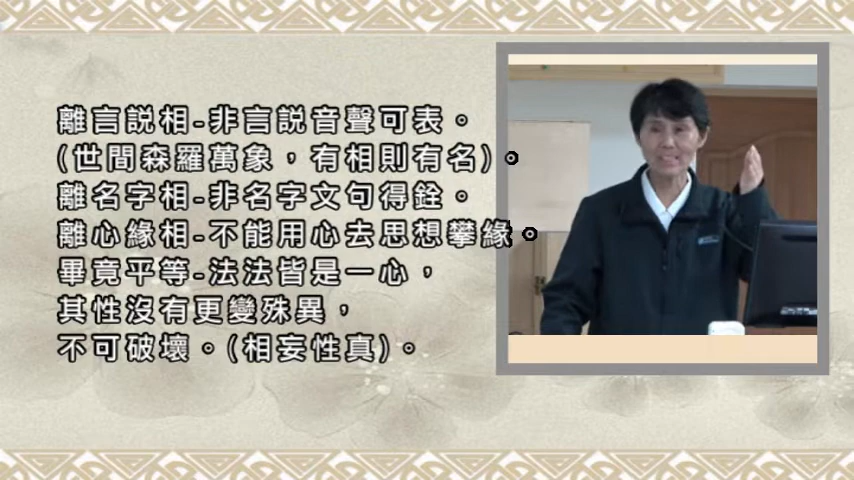 離言說相-非言說音聲可表。
(世間森羅萬象，有相則有名)。
離名字相-非名字文句得銓。
離心緣相-不能用心去思想攀緣。
畢竟平等-法法皆是一心，
其性沒有更變殊異，
不可破壞。(相妄性真)。